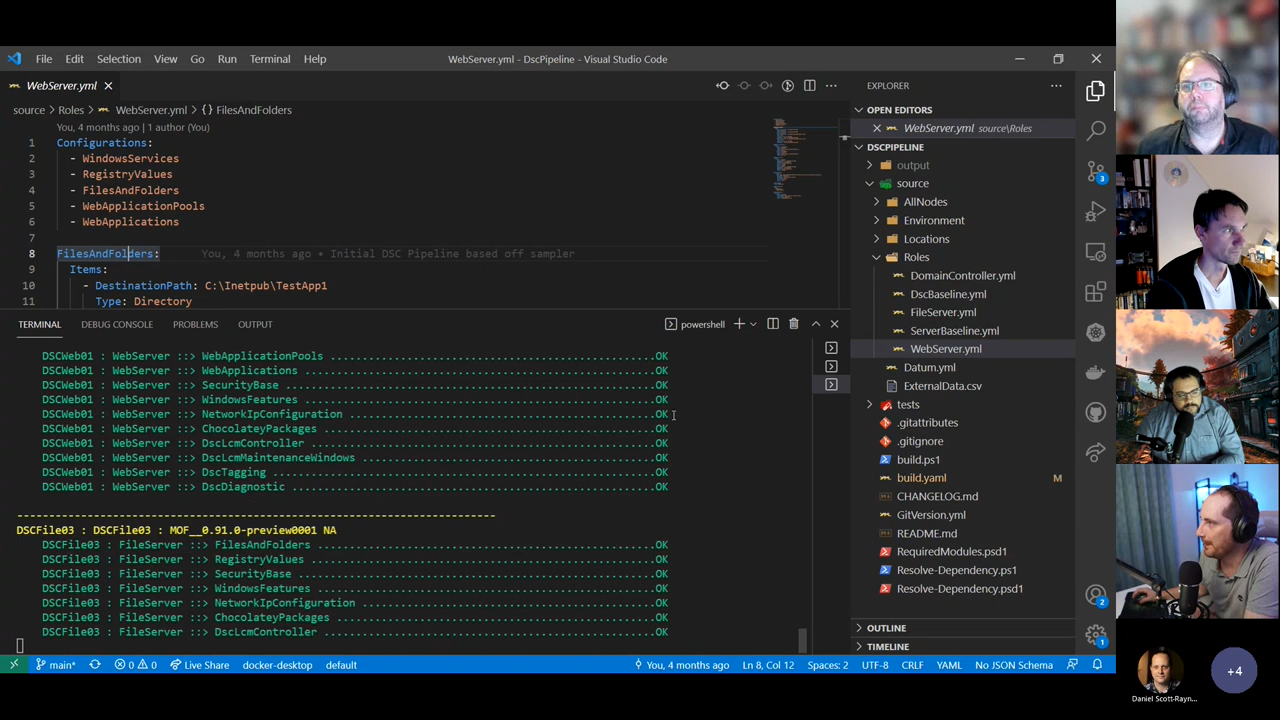 File Edit Selection View Go Run Terminal Help
WebServer.yml - DscPipeline - Visual Studio Code
WebServer.yml
source > Roles > WebServer.yml > {} FilesAndFolders
You, 4 months ago | 1 author (You)
1 Configurations:
2 - WindowsServices
3 - RegistryValues
4 - FilesAndFolders
5 - WebApplicationPools
6 - WebApplications
7
8 FilesAndFolders: You, 4 months ago • Initial DSC Pipeline based off sampler
9 Items:
10 - DestinationPath: C:\Inetpub\TestApp1
11 Type: Directory
TERMINAL DEBUG CONSOLE PROBLEMS OUTPUT
powershell
DSCWeb01 : WebServer ::> WebApplicationPools .............................................OK
DSCWeb01 : WebServer ::> WebApplications .................................................OK
DSCWeb01 : WebServer ::> SecurityBase ....................................................OK
DSCWeb01 : WebServer ::> WindowsFeatures .................................................OK
DSCWeb01 : WebServer ::> NetworkIpConfiguration ..........................................OK
DSCWeb01 : WebServer ::> ChocolateyPackages ..............................................OK
DSCWeb01 : WebServer ::> DscLcmController ................................................OK
DSCWeb01 : WebServer ::> DscLcmMaintenanceWindows ........................................OK
DSCWeb01 : WebServer ::> DscTagging ......................................................OK
DSCWeb01 : WebServer ::> DscDiagnostic ...................................................OK
--------------------------------------------------------------------------
DSCFile03 : DSCFile03 : MOF__0.91.0-preview0001 NA
DSCFile03 : FileServer ::> FilesAndFolders ...............................................OK
DSCFile03 : FileServer ::> RegistryValues ................................................OK
DSCFile03 : FileServer ::> SecurityBase ..................................................OK
DSCFile03 : FileServer ::> WindowsFeatures ...............................................OK
DSCFile03 : FileServer ::> NetworkIpConfiguration ........................................OK
DSCFile03 : FileServer ::> ChocolateyPackages ............................................OK
DSCFile03 : FileServer ::> DscLcmController ..............................................OK
EXPLORER
OPEN EDITORS
WebServer.yml source\Roles
DSCPIPELINE
output
source
AllNodes
Environment
Locations
Roles
DomainController.yml
DscBaseline.yml
FileServer.yml
ServerBaseline.yml
WebServer.yml
Datum.yml
ExternalData.csv
tests
.gitattributes
.gitignore
build.ps1
build.yaml M
CHANGELOG.md
GitVersion.yml
README.md
RequiredModules.psd1
Resolve-Dependency.ps1
Resolve-Dependency.psd1
OUTLINE
TIMELINE
3
2
1
main* 0 0 Live Share docker-desktop default
You, 4 months ago Ln 8, Col 12 Spaces: 2 UTF-8 CRLF YAML No JSON Schema
+4
Daniel Scott-Rayn...